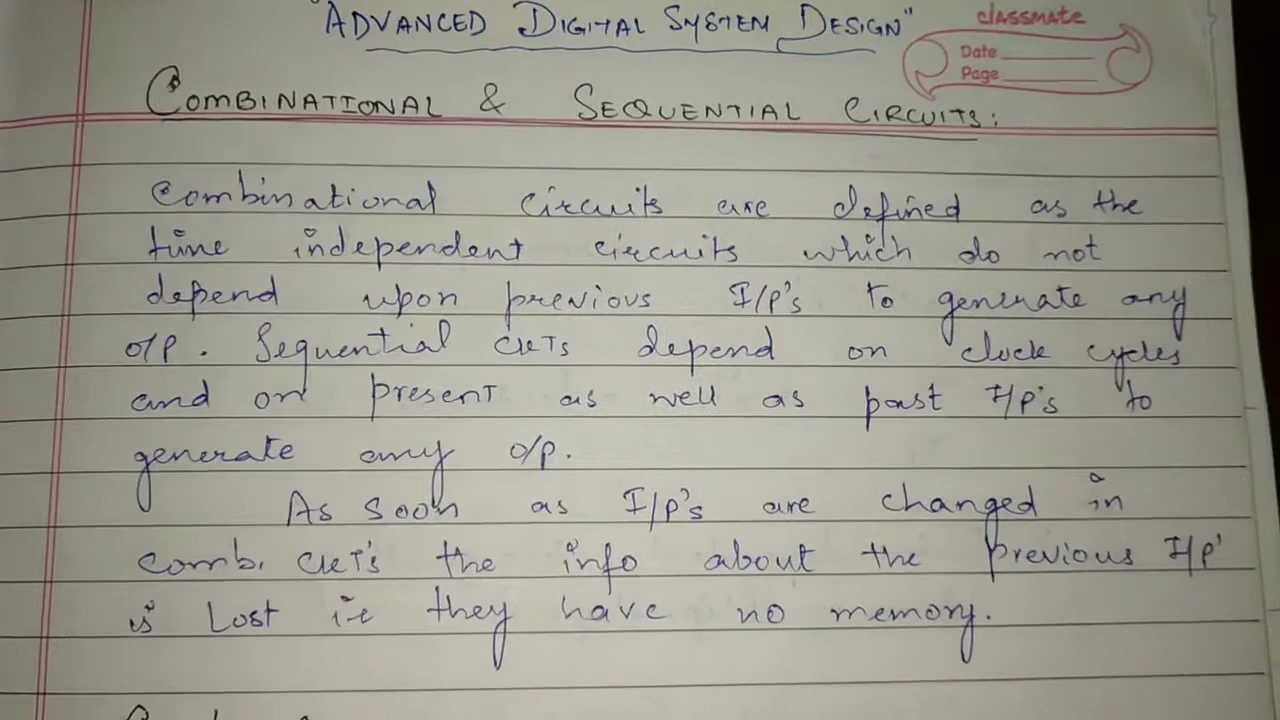 "ADVANCED DIGITAL SYSTEM DESIGN"
classmate
Date
Page
COMBINATIONAL & SEQUENTIAL CIRCUITS:
Combinational circuits are defined as the
time independent circuits which do not
depend upon previous I/P's to generate any
O/P. Sequential CKTs depend on clock cycles
and on present as well as past I/P's to
generate any O/P.
As soon as I/P's are changed in
comb. CKT's the info about the previous I/P'
is Lost i.e they have no memory.